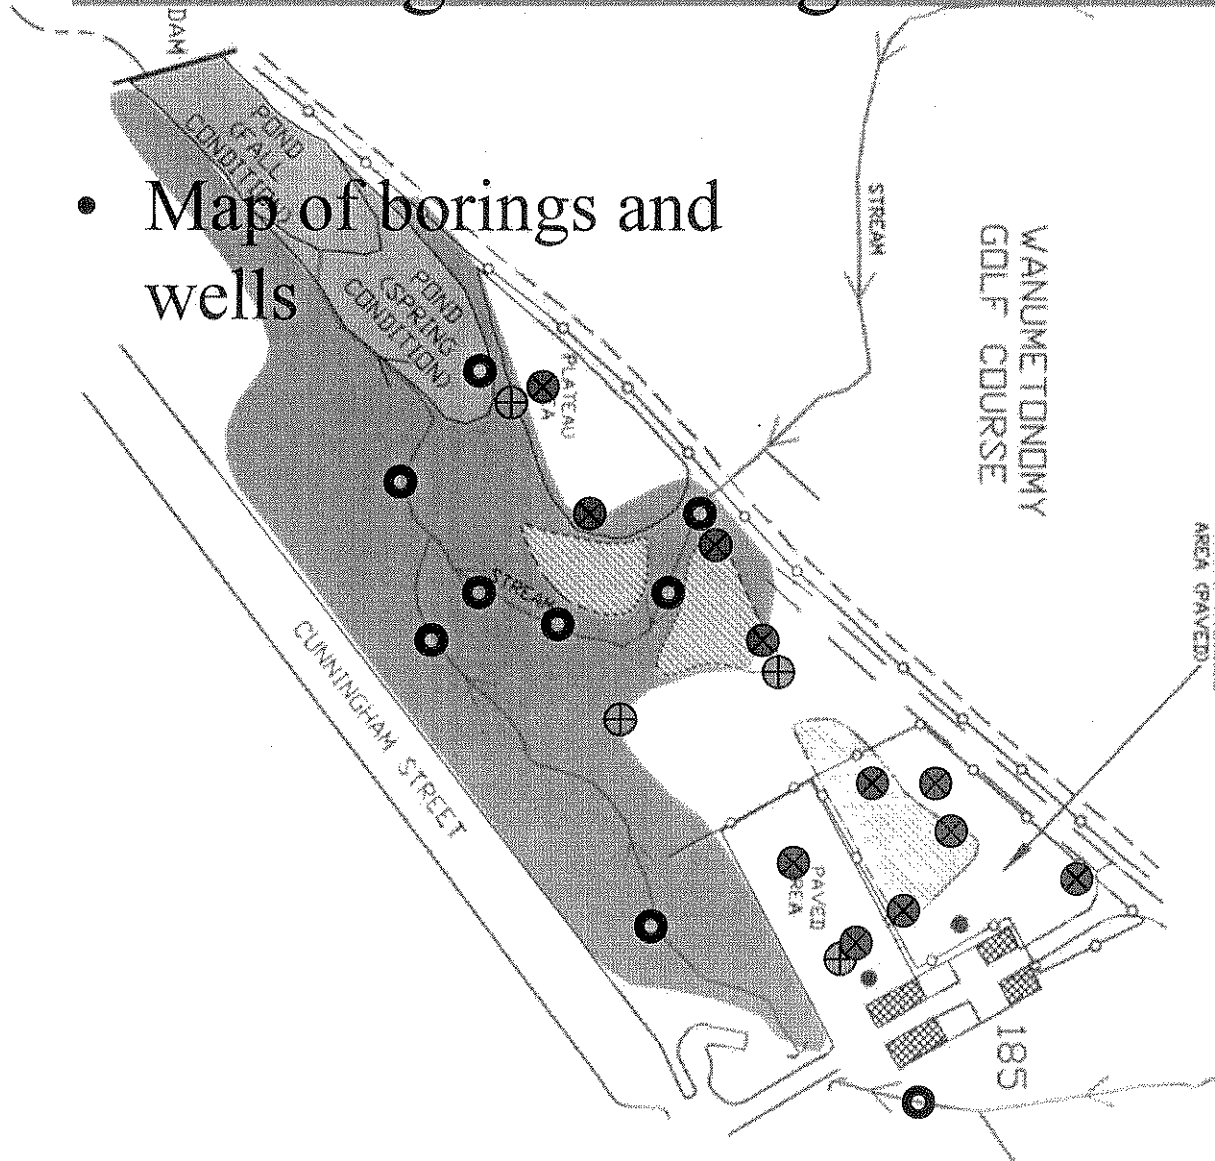 • Map of borings and
wells
DAM
POND
(FALL
CONDITION)
POND
(SPRING
CONDITION)
STREAM
WANUMETONOMY
GOLF COURSE
PLATEAU
STREAM
AREA (PAVED)
CUNNINGHAM STREET
PAVED
AREA
185